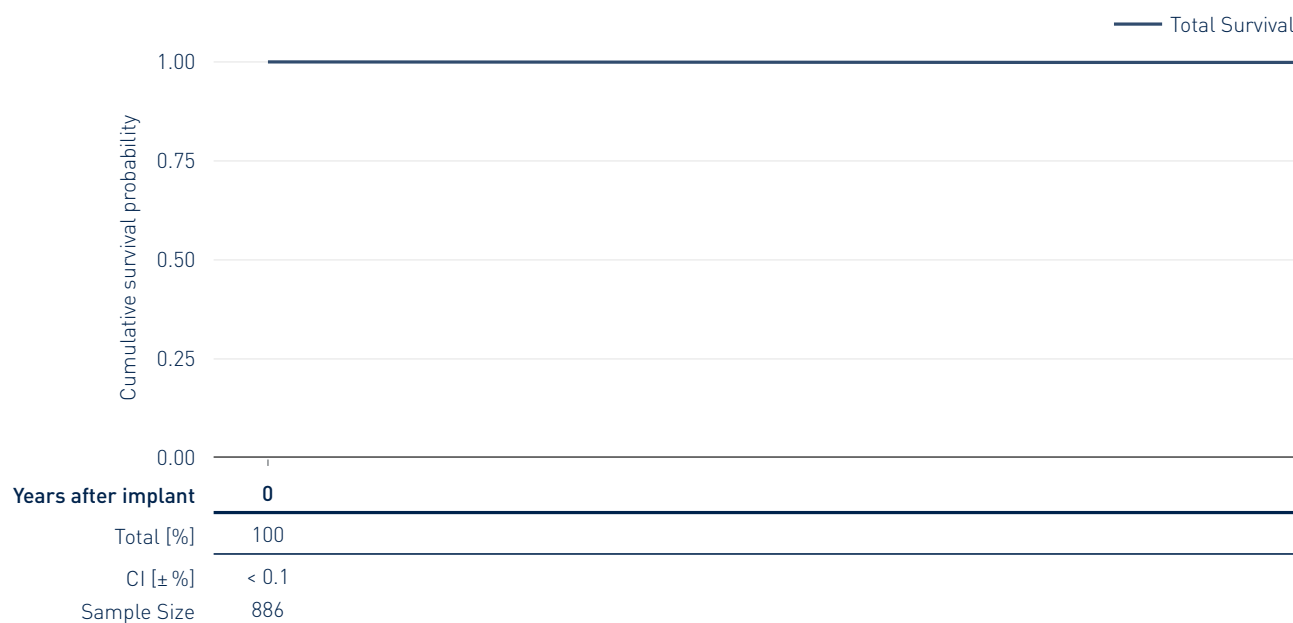 Total Survival
1.00
0.75
0.50
0.25
0.00
Cumulative survival probability
Years after implant 0
Total [%] 100
CI [± %] < 0.1
Sample Size 886